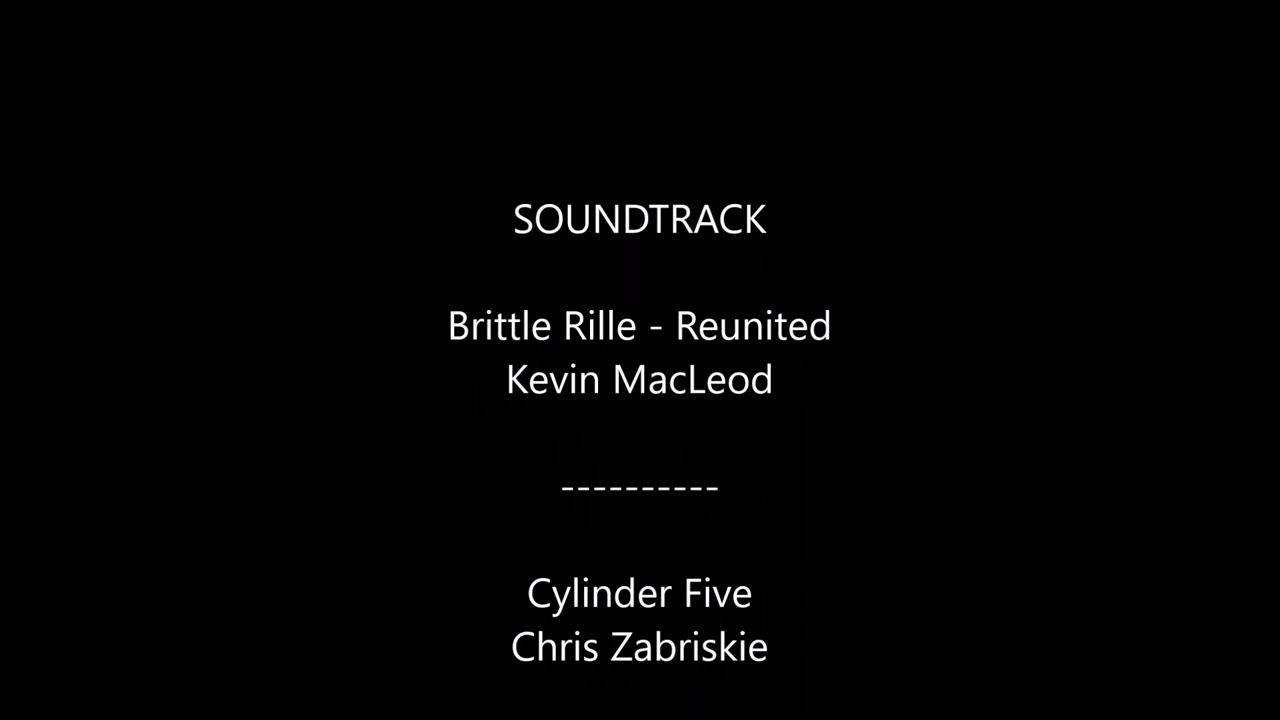 SOUNDTRACK
Brittle Rille - Reunited
Kevin MacLeod
----------
Cylinder Five
Chris Zabriskie